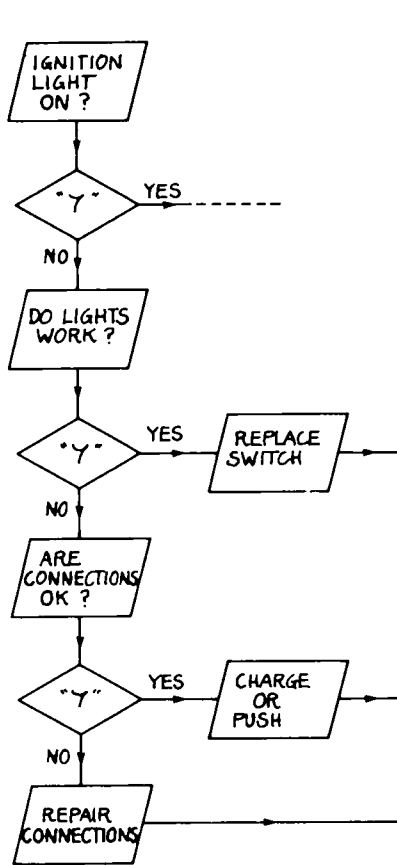 IGNITION
LIGHT
ON ?
"Y"
YES
NO
DO LIGHTS
WORK ?
"Y"
YES
REPLACE
SWITCH
NO
ARE
CONNECTIONS
OK ?
"Y"
YES
CHARGE
OR
PUSH
NO
REPAIR
CONNECTIONS